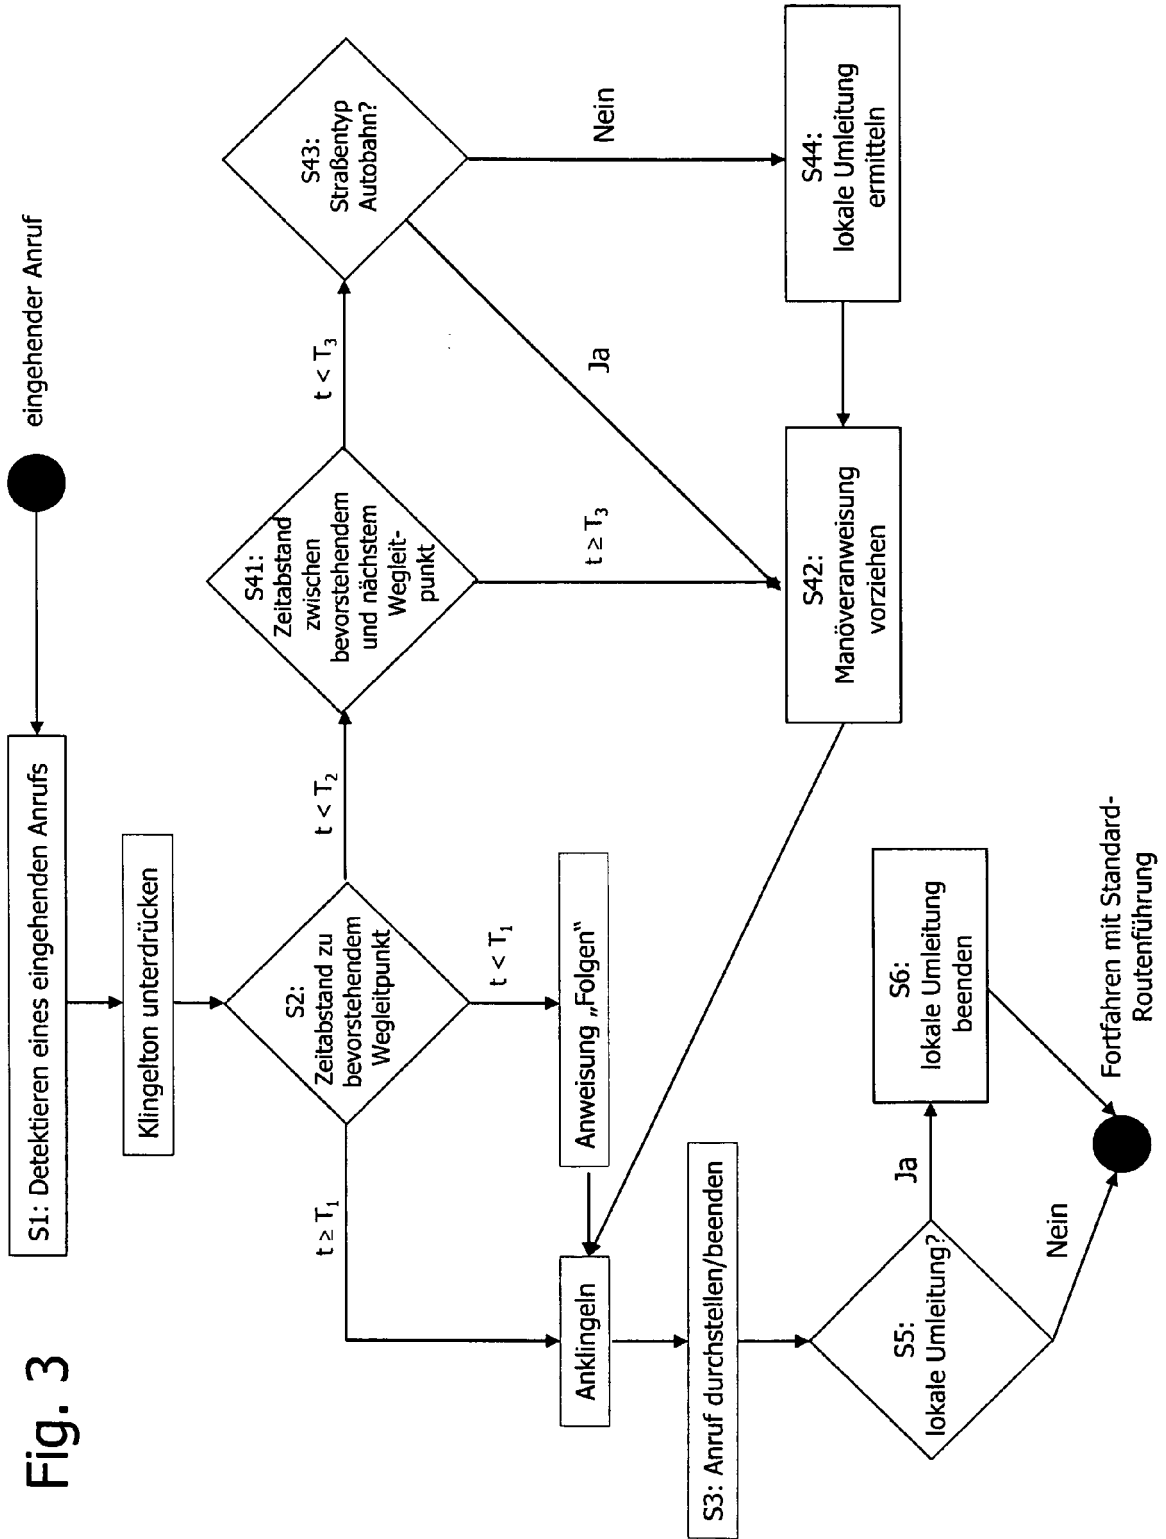 Fig. 3
eingehender Anruf
S1: Detektieren eines eingehenden Anrufs
Klingelton unterdrücken
S2:
Zeitabstand zu
bevorstehendem
Wegleitpunkt
t ≥ T₁
t < T₁
t < T₂
S41:
Zeitabstand
zwischen
bevorstehendem
und nächstem
Wegleit-
punkt
t < T₃
t ≥ T₃
S43:
Straßentyp
Autobahn?
Ja
Nein
S44:
lokale Umleitung
ermitteln
S42:
Manöveranweisung
vorziehen
Anweisung „Folgen“
Anklingeln
S3: Anruf durchstellen/beenden
S5:
lokale Umleitung?
Ja
Nein
S6:
lokale Umleitung
beenden
Fortfahren mit Standard-
Routenführung